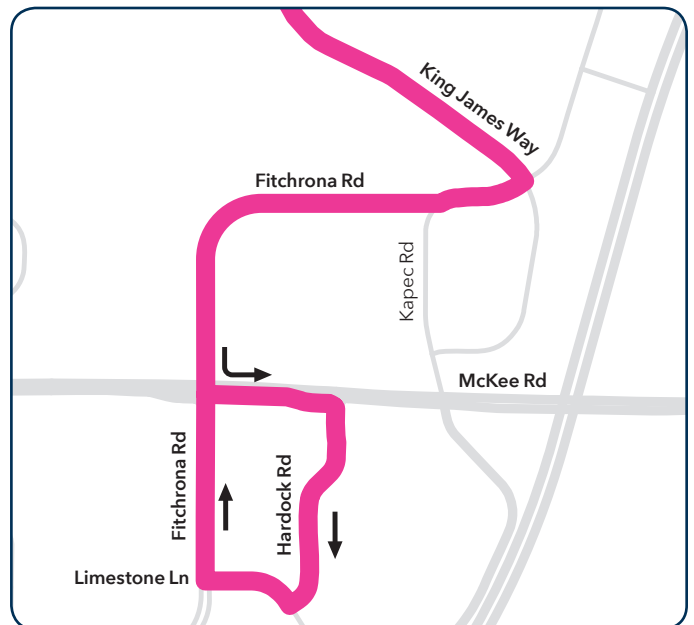 King James Way
Fitchrona Rd
Kapec Rd
McKee Rd
Fitchrona Rd
Hardock Rd
Limestone Ln